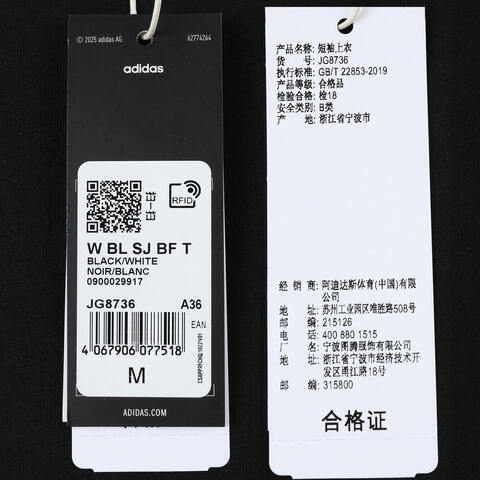 © 2025 adidas AG
62774264
adidas
RFID
W BL SJ BF T
BLACK/WHITE
NOIR/BLANC
0900029917
JG8736 A36
EAN
4 067906 077518
M
ADIDAS.COM
产品名称: 短袖上衣
货 号: JG8736
执行标准: GB/T 22853-2019
产品等级: 合格品
检验合格: 检18
安全类别: B类
产 地: 浙江省宁波市
经 销 商: 阿迪达斯体育(中国)有限
公司
地 址: 苏州工业园区唯胜路508号
邮 编: 215126
电 话: 400 880 1515
厂 名: 宁波图腾服饰有限公司
地 址: 浙江省宁波市经济技术开
发区甬江路18号
邮 编: 315800
合格证